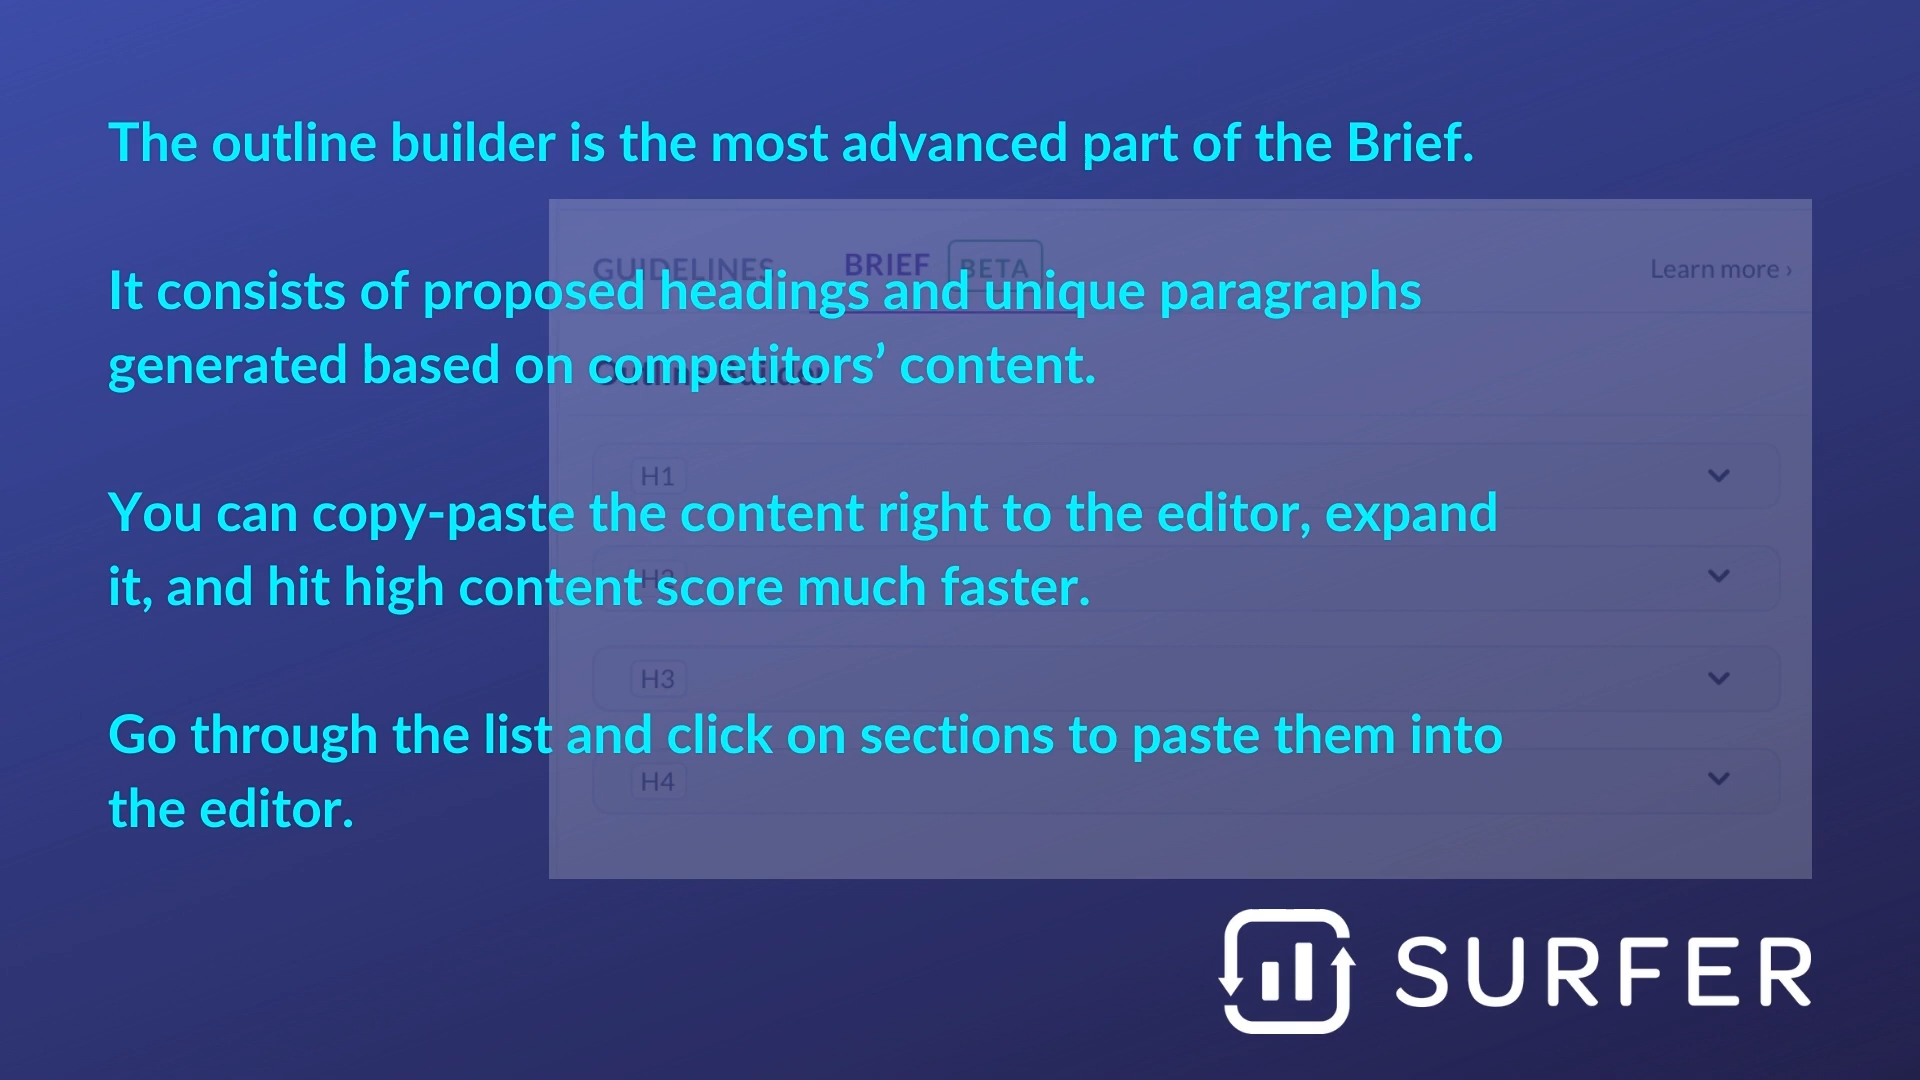 The outline builder is the most advanced part of the Brief.
GUIDELINES BRIEF BETA Learn more ›
It consists of proposed headings and unique paragraphs
generated based on competitors’ content.
Outline Builder
H1
You can copy-paste the content right to the editor, expand
it, and hit high content score much faster.
H2
H3
Go through the list and click on sections to paste them into
the editor.
H4
SURFER